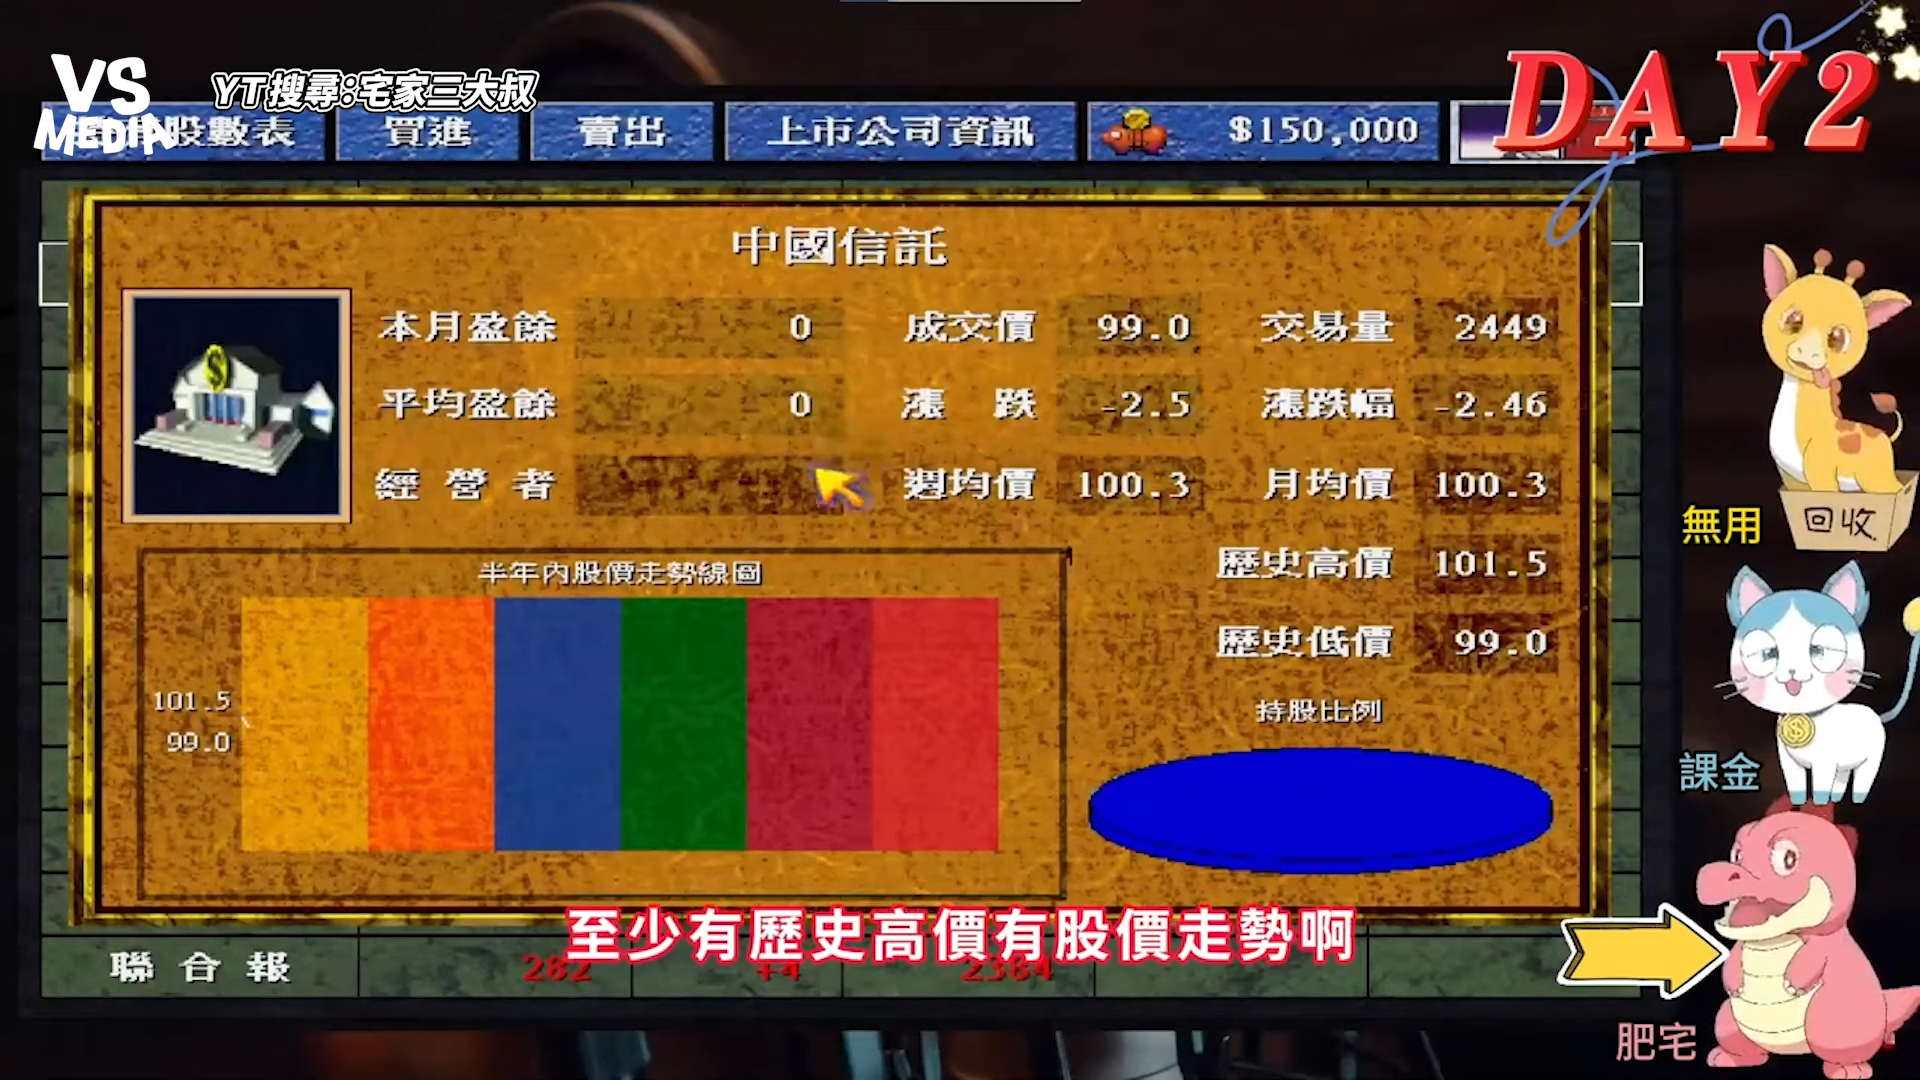 VS
MEDIA
YT搜尋:宅家三大叔
DAY2
股數表
買進
賣出
上市公司資訊
$150,000
中國信託
本月盈餘 0 成交價 99.0 交易量 2449
平均盈餘 0 漲 跌 -2.5 漲跌幅 -2.46
經 營 者 週均價 100.3 月均價 100.3
歷史高價 101.5
歷史低價 99.0
持股比例
半年內股價走勢線圖
101.5
99.0
至少有歷史高價有股價走勢啊
聯 合 報 282 +4 2384
無用
回收
課金
肥宅